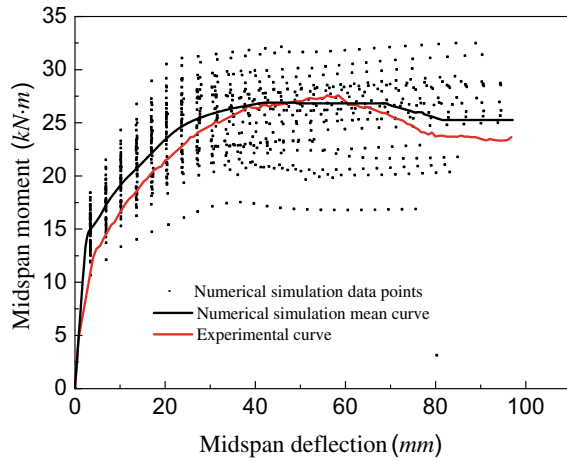 35
30
25
20
15
10
5
0
Midspan moment (kN·m)
Numerical simulation data points
Numerical simulation mean curve
Experimental curve
0 20 40 60 80 100
Midspan deflection (mm)